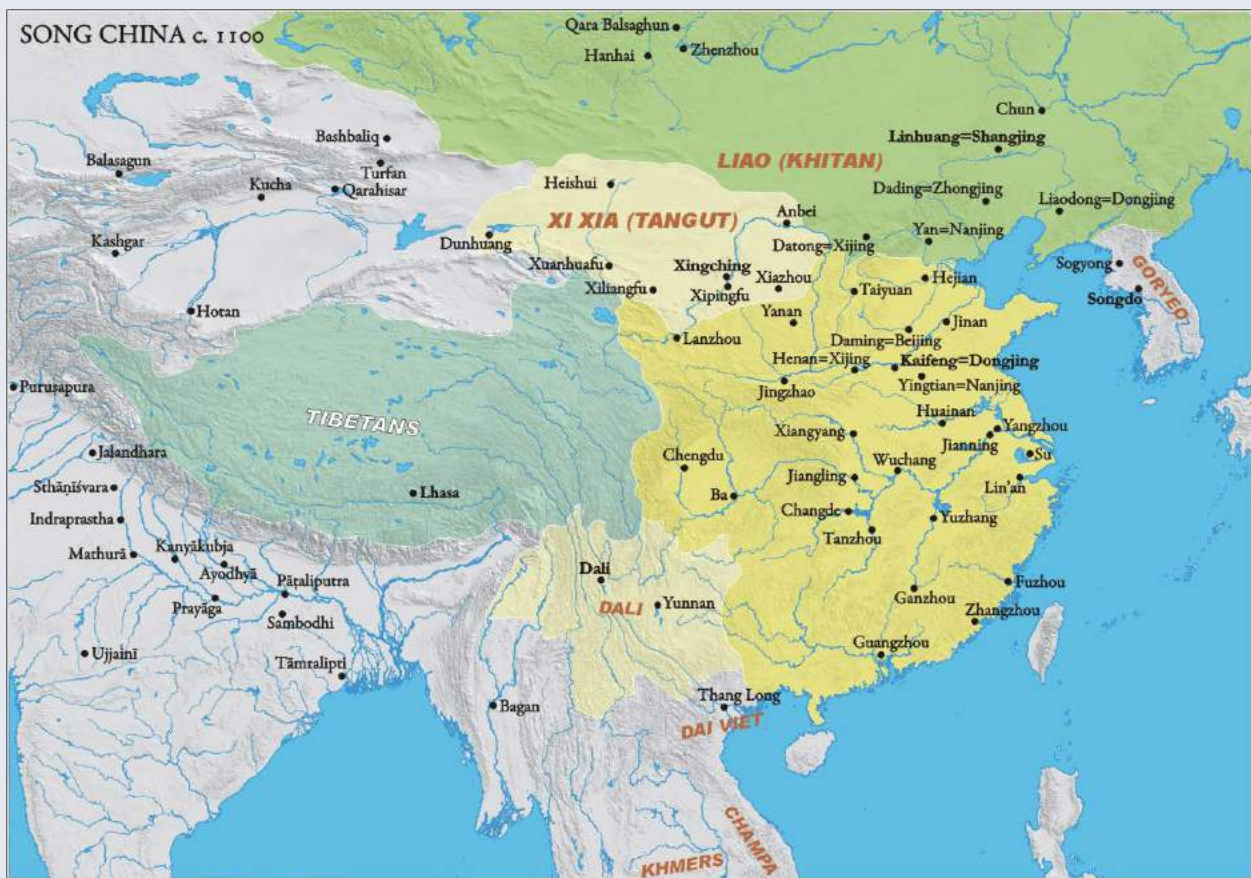 SONG CHINA c. 1100
Qara Balsaghun
Zhenzhou
Hanhai
Chun
Bashbaliq
Linhuang=Shangjing
Balasagun
Turfan
LIAO (KHITAN)
Kucha
Qarahisar
Heishui
Dading=Zhongjing
Liaodong=Dongjing
XI XIA (TANGUT)
Anbei
Kashgar
Dunhuang
Datong=Xijing
Yan=Nanjing
Xuanhuafu
Xingching
Xiazhou
Hejian
Sogyong
GORYEO
Xiliangfu
Xipingfu
Taiyuan
Songdo
Hotan
Yanan
Jinan
Lanzhou
Daming=Beijing
Henan=Xijing
Kaifeng=Dongjing
Purusapura
Jingzhao
Yingtian=Nanjing
TIBETANS
Huainan
Xiangyang
Yangzhou
Jianning
Jalandhara
Chengdu
Wuchang
Su
Sthāṇīśvara
Lhasa
Ba
Jiangling
Lin'an
Indraprastha
Changde
Yuzhang
Mathurā
Kanyākubja
Tanzhou
Ayodhyā
Dali
Fuzhou
Pāṭaliputra
Prayāga
DALI
Yunnan
Ganzhou
Zhangzhou
Sambodhi
Ujjainī
Guangzhou
Tāmralipti
Bagan
Thang Long
DAI VIET
CHAMPA
KHMERS